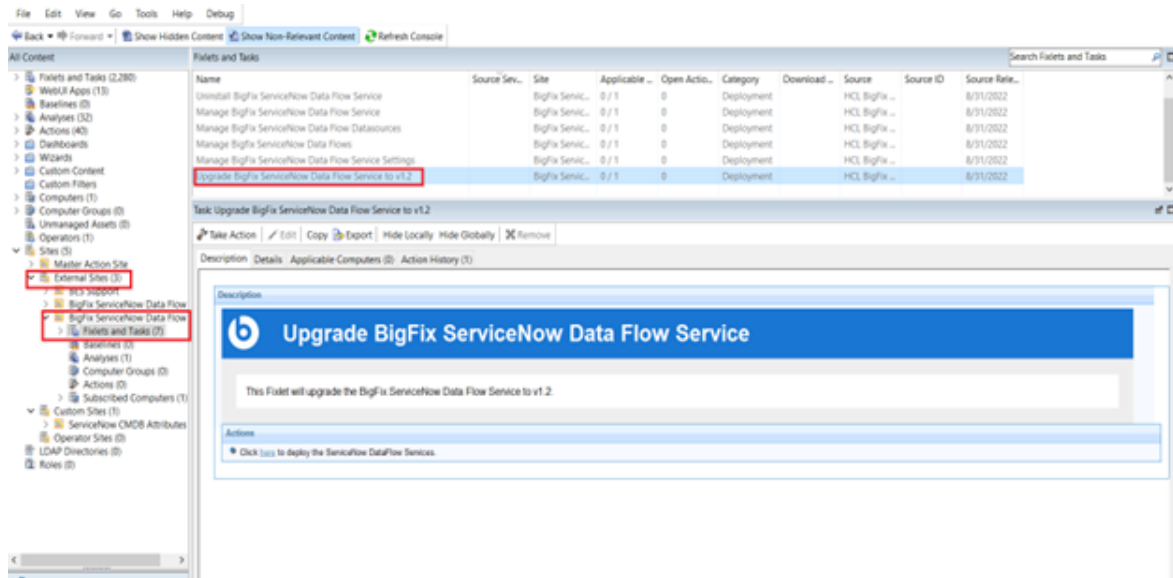 File Edit View Go Tools Help Debug
Back Forward Show Hidden Content Show Non-Relevant Content Refresh Console
All Content
Fixlets and Tasks
Search Fixlets and Tasks
Fixlets and Tasks (2,280)
WebUI Apps (13)
Baselines (0)
Analyses (32)
Actions (40)
Dashboards
Wizards
Custom Content
Custom Filters
Computers (1)
Computer Groups (0)
Unmanaged Assets (0)
Operators (1)
Sites (5)
Master Action Site
External Sites (3)
BES Support
BigFix ServiceNow Data Flow
BigFix ServiceNow Data Flow
Fixlets and Tasks (7)
Baselines (0)
Analyses (1)
Computer Groups (0)
Actions (0)
Subscribed Computers (1)
Custom Sites (1)
ServiceNow CMDB Attributes
Operator Sites (0)
LDAP Directories (0)
Roles (0)
Name Source Sev... Site Applicable ... Open Actio... Category Download ... Source Source ID Source Rele...
Uninstall BigFix ServiceNow Data Flow Service BigFix Servic... 0 / 1 0 Deployment HCL BigFix ... 8/31/2022
Manage BigFix ServiceNow Data Flow Service BigFix Servic... 0 / 1 0 Deployment HCL BigFix ... 8/31/2022
Manage BigFix ServiceNow Data Flow Datasources BigFix Servic... 0 / 1 0 Deployment HCL BigFix ... 8/31/2022
Manage BigFix ServiceNow Data Flows BigFix Servic... 0 / 1 0 Deployment HCL BigFix ... 8/31/2022
Manage BigFix ServiceNow Data Flow Service Settings BigFix Servic... 0 / 1 0 Deployment HCL BigFix ... 8/31/2022
Upgrade BigFix ServiceNow Data Flow Service to v1.2 BigFix Servic... 0 / 1 0 Deployment HCL BigFix ... 8/31/2022
Task: Upgrade BigFix ServiceNow Data Flow Service to v1.2
Take Action Edit Copy Export Hide Locally Hide Globally Remove
Description Details Applicable Computers (0) Action History (1)
Description
Upgrade BigFix ServiceNow Data Flow Service
This Fixlet will upgrade the BigFix ServiceNow Data Flow Service to v1.2.
Actions
Click here to deploy the ServiceNow DataFlow Services.